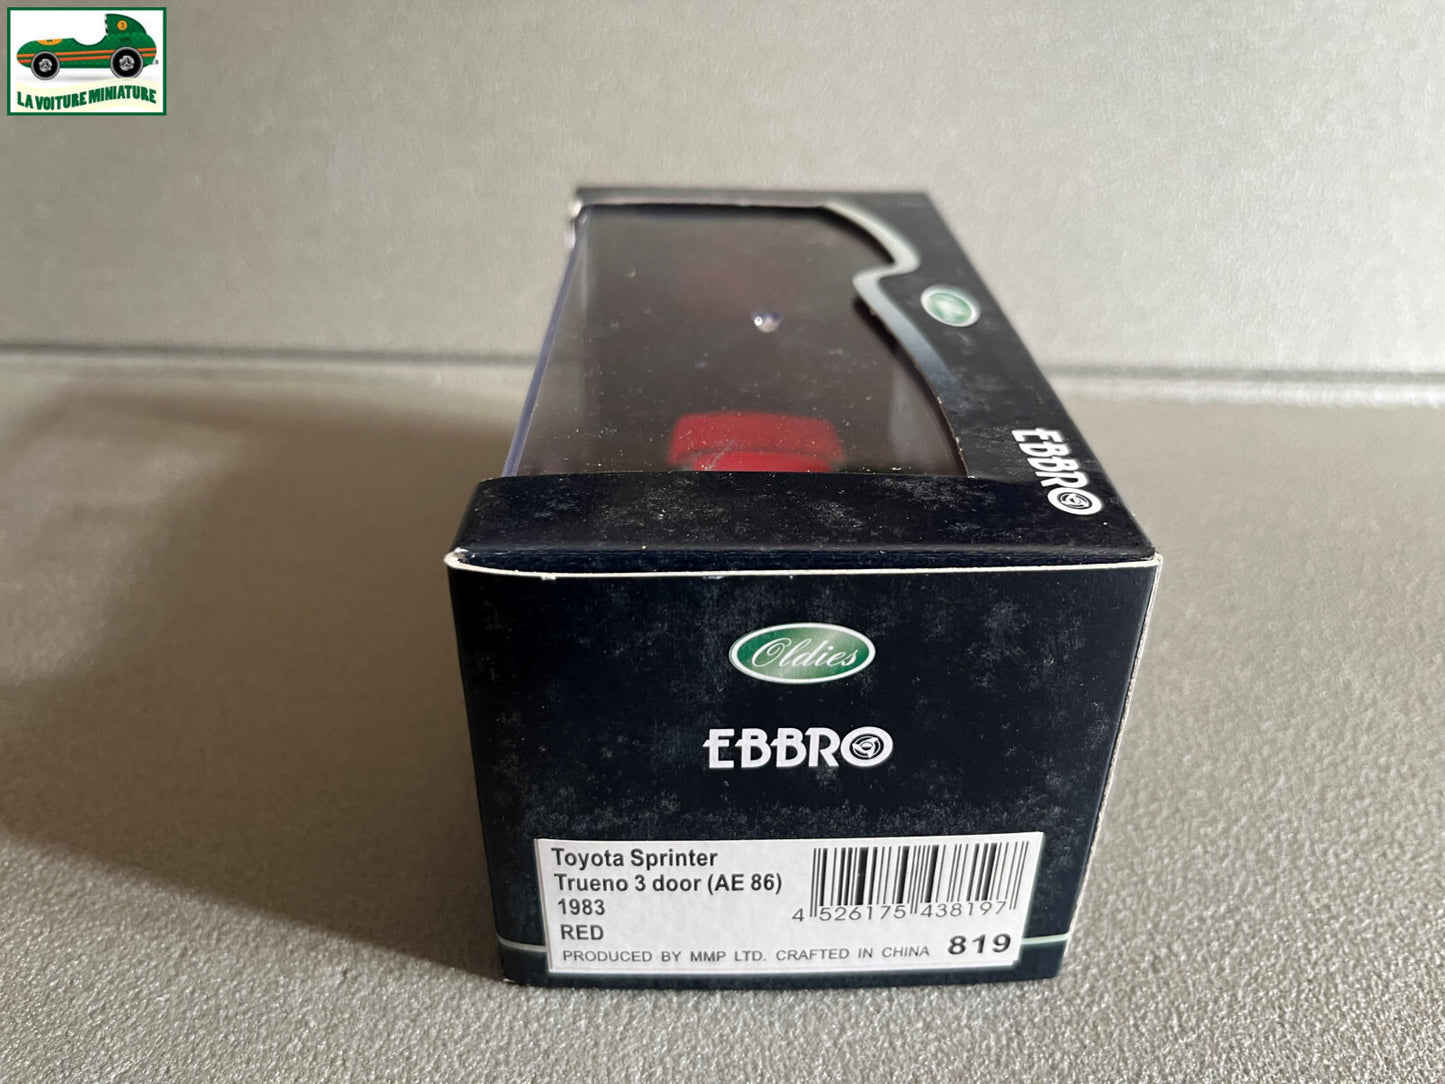 3
LA VOITURE MINIATURE
EBBRO
Oldies
EBBRO
Toyota Sprinter
Trueno 3 door (AE 86)
1983
RED
4 526175 438197
PRODUCED BY MMP LTD. CRAFTED IN CHINA 819